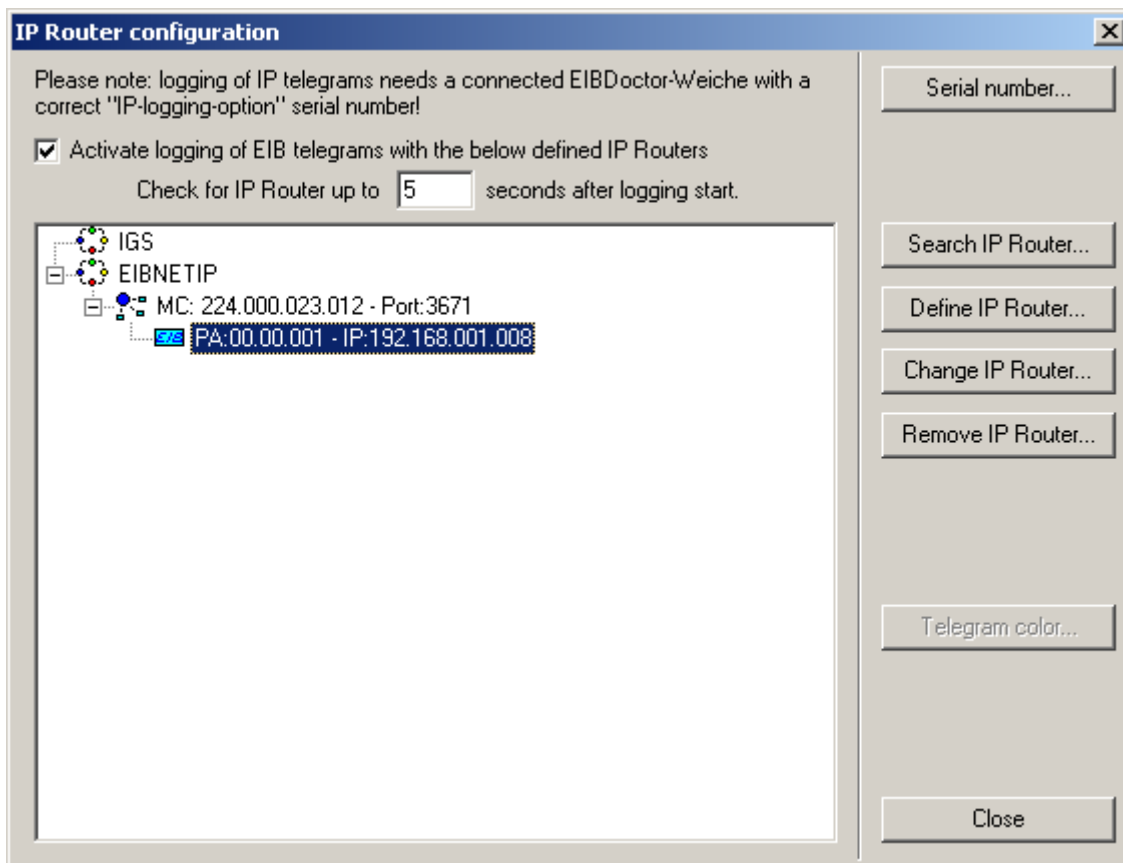 IP Router configuration
Please note: logging of IP telegrams needs a connected EIBDoctor-Weiche with a
correct "IP-logging-option" serial number!
Activate logging of EIB telegrams with the below defined IP Routers
Check for IP Router up to 5 seconds after logging start.
IGS
EIBNETIP
MC: 224.000.023.012 - Port:3671
EIB PA:00.00.001 - IP:192.168.001.008
Serial number...
Search IP Router...
Define IP Router...
Change IP Router...
Remove IP Router...
Telegram color...
Close